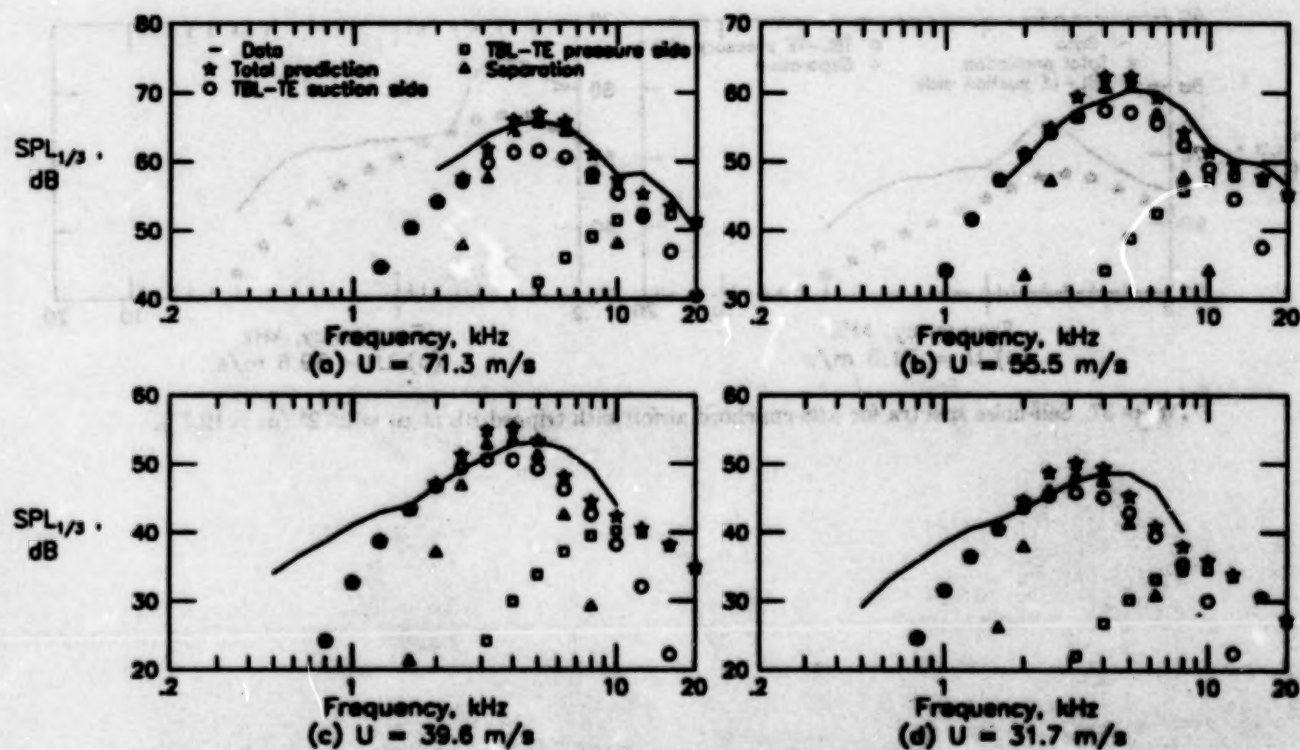 80
70
60
50
40
SPL1/3 ,
dB
— Data
★ Total prediction
○ TBL-TE suction side
□ TBL-TE pressure side
△ Separation
.2 1 10 20
Frequency, kHz
(a) U = 71.3 m/s
70
60
50
40
30
.2 1 10 20
Frequency, kHz
(b) U = 55.5 m/s
60
50
40
30
20
SPL1/3 ,
dB
.2 1 10 20
Frequency, kHz
(c) U = 39.6 m/s
60
50
40
30
20
.2 1 10 20
Frequency, kHz
(d) U = 31.7 m/s